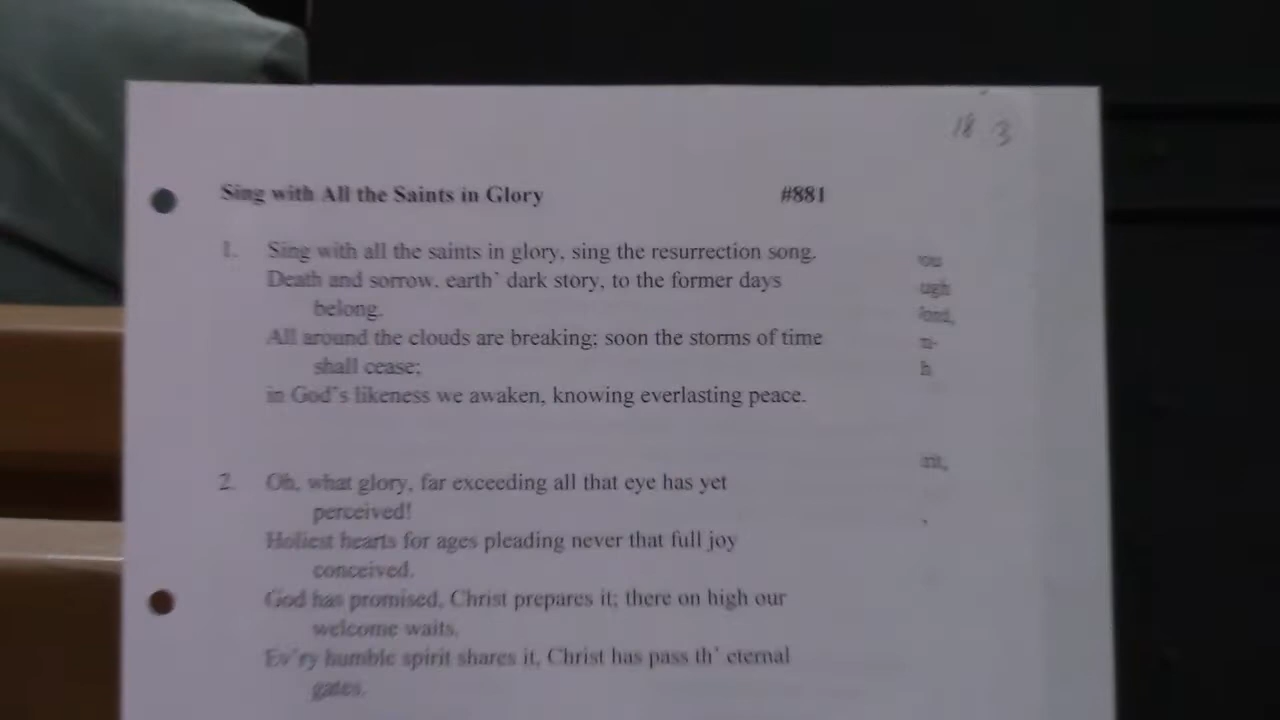 18 3
Sing with All the Saints in Glory #881
1. Sing with all the saints in glory, sing the resurrection song.
Death and sorrow, earth' dark story, to the former days
belong.
All around the clouds are breaking; soon the storms of time
shall cease;
in God's likeness we awaken, knowing everlasting peace.
2. Oh, what glory, far exceeding all that eye has yet
perceived!
Holiest hearts for ages pleading never that full joy
conceived.
God has promised, Christ prepares it; there on high our
welcome waits.
Ev'ry humble spirit shares it, Christ has pass th' eternal
gates.
ugh